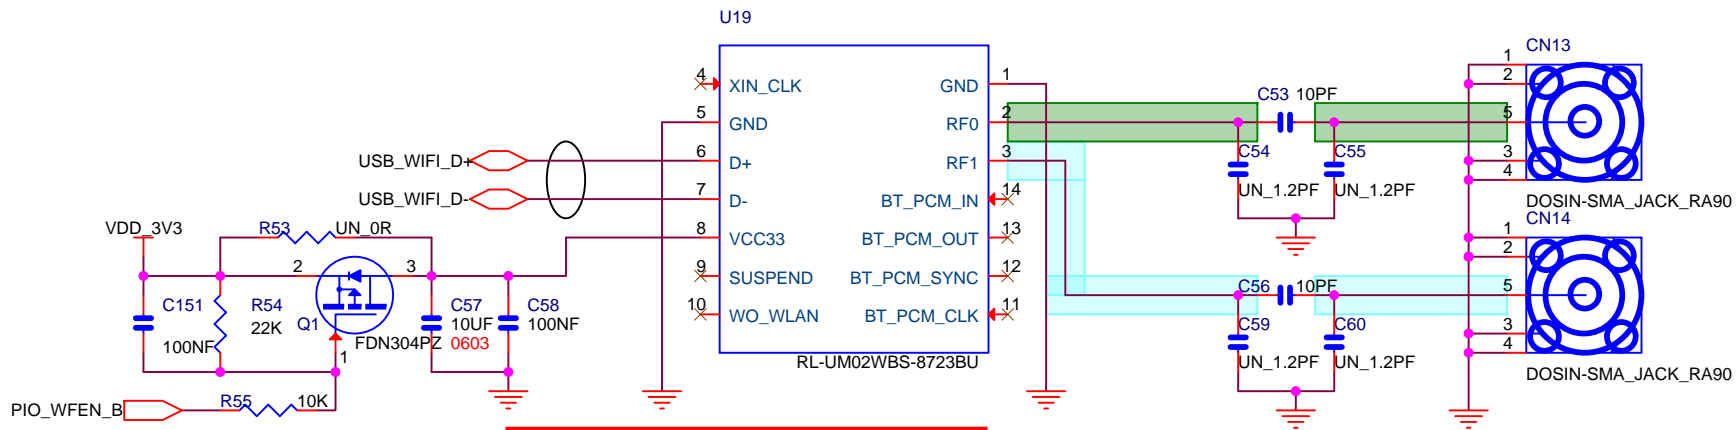 U19
4 XIN_CLK
5 GND
6 D+
7 D-
8 VCC33
9 SUSPEND
10 WO_WLAN
GND 1
RF0 2
RF1 3
BT_PCM_IN 14
BT_PCM_OUT 13
BT_PCM_SYNC 12
BT_PCM_CLK 11
RL-UM02WBS-8723BU
USB_WIFI_D+
USB_WIFI_D-
VDD_3V3
R53 UN_0R
2 3
C151
100NF
R54
22K
Q1
FDN304PZ
1
C57
10UF
0603
C58
100NF
PIO_WFEN_B
R55 10K
C53 10PF
C54
UN_1.2PF
C55
UN_1.2PF
C56 10PF
C59
UN_1.2PF
C60
UN_1.2PF
CN13
1
2
5
3
4
DOSIN-SMA_JACK_RA90
CN14
1
2
5
3
4
DOSIN-SMA_JACK_RA90